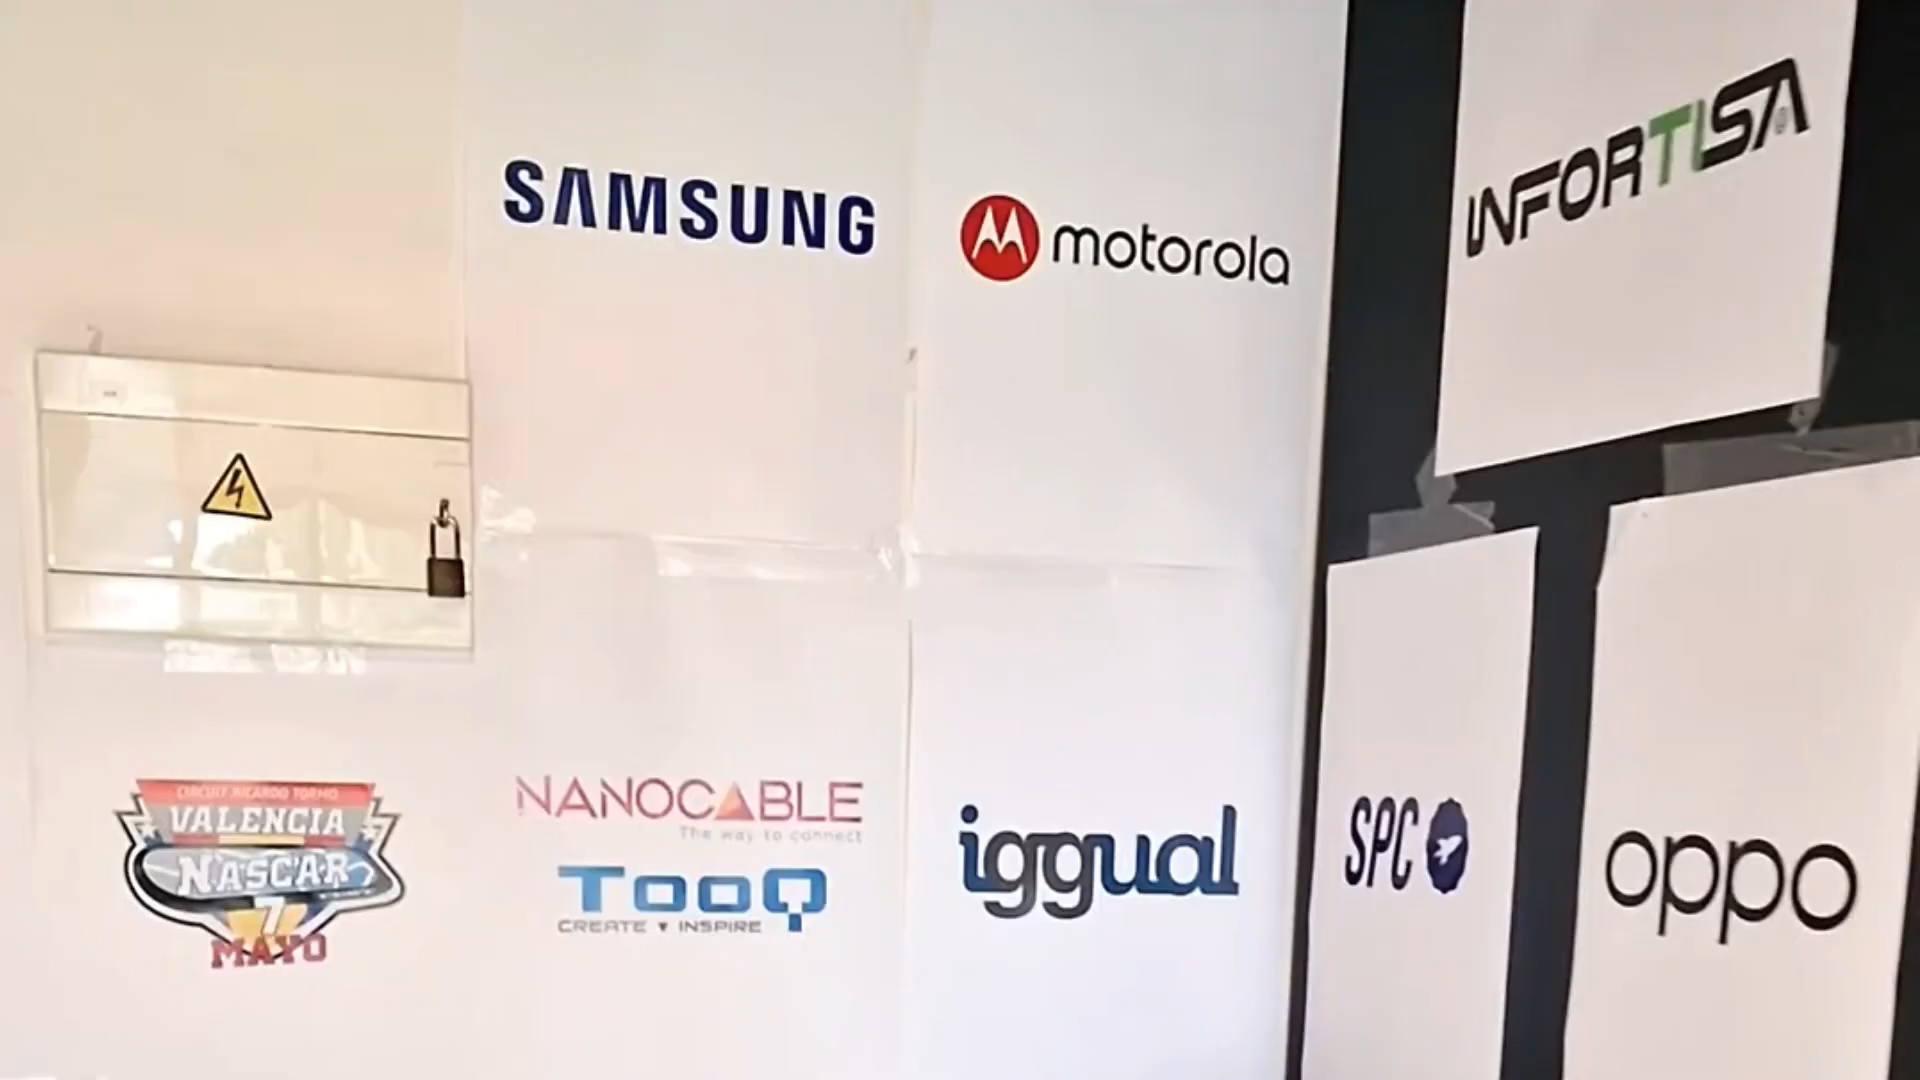 SAMSUNG
motorola
INFORTISA
CIRCUIT RICARDO TORMO
VALENCIA
NASCAR
7
MAYO
NANOCABLE
The way to connect
TooQ
CREATE ▾ INSPIRE
iggual
SPC
oppo